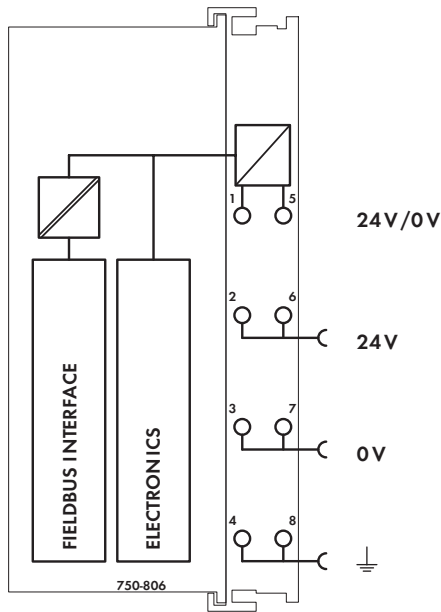 1 5
24V/0V
2 6
24V
3 7
0V
4 8
FIELDBUS INTERFACE
ELECTRONICS
750-806